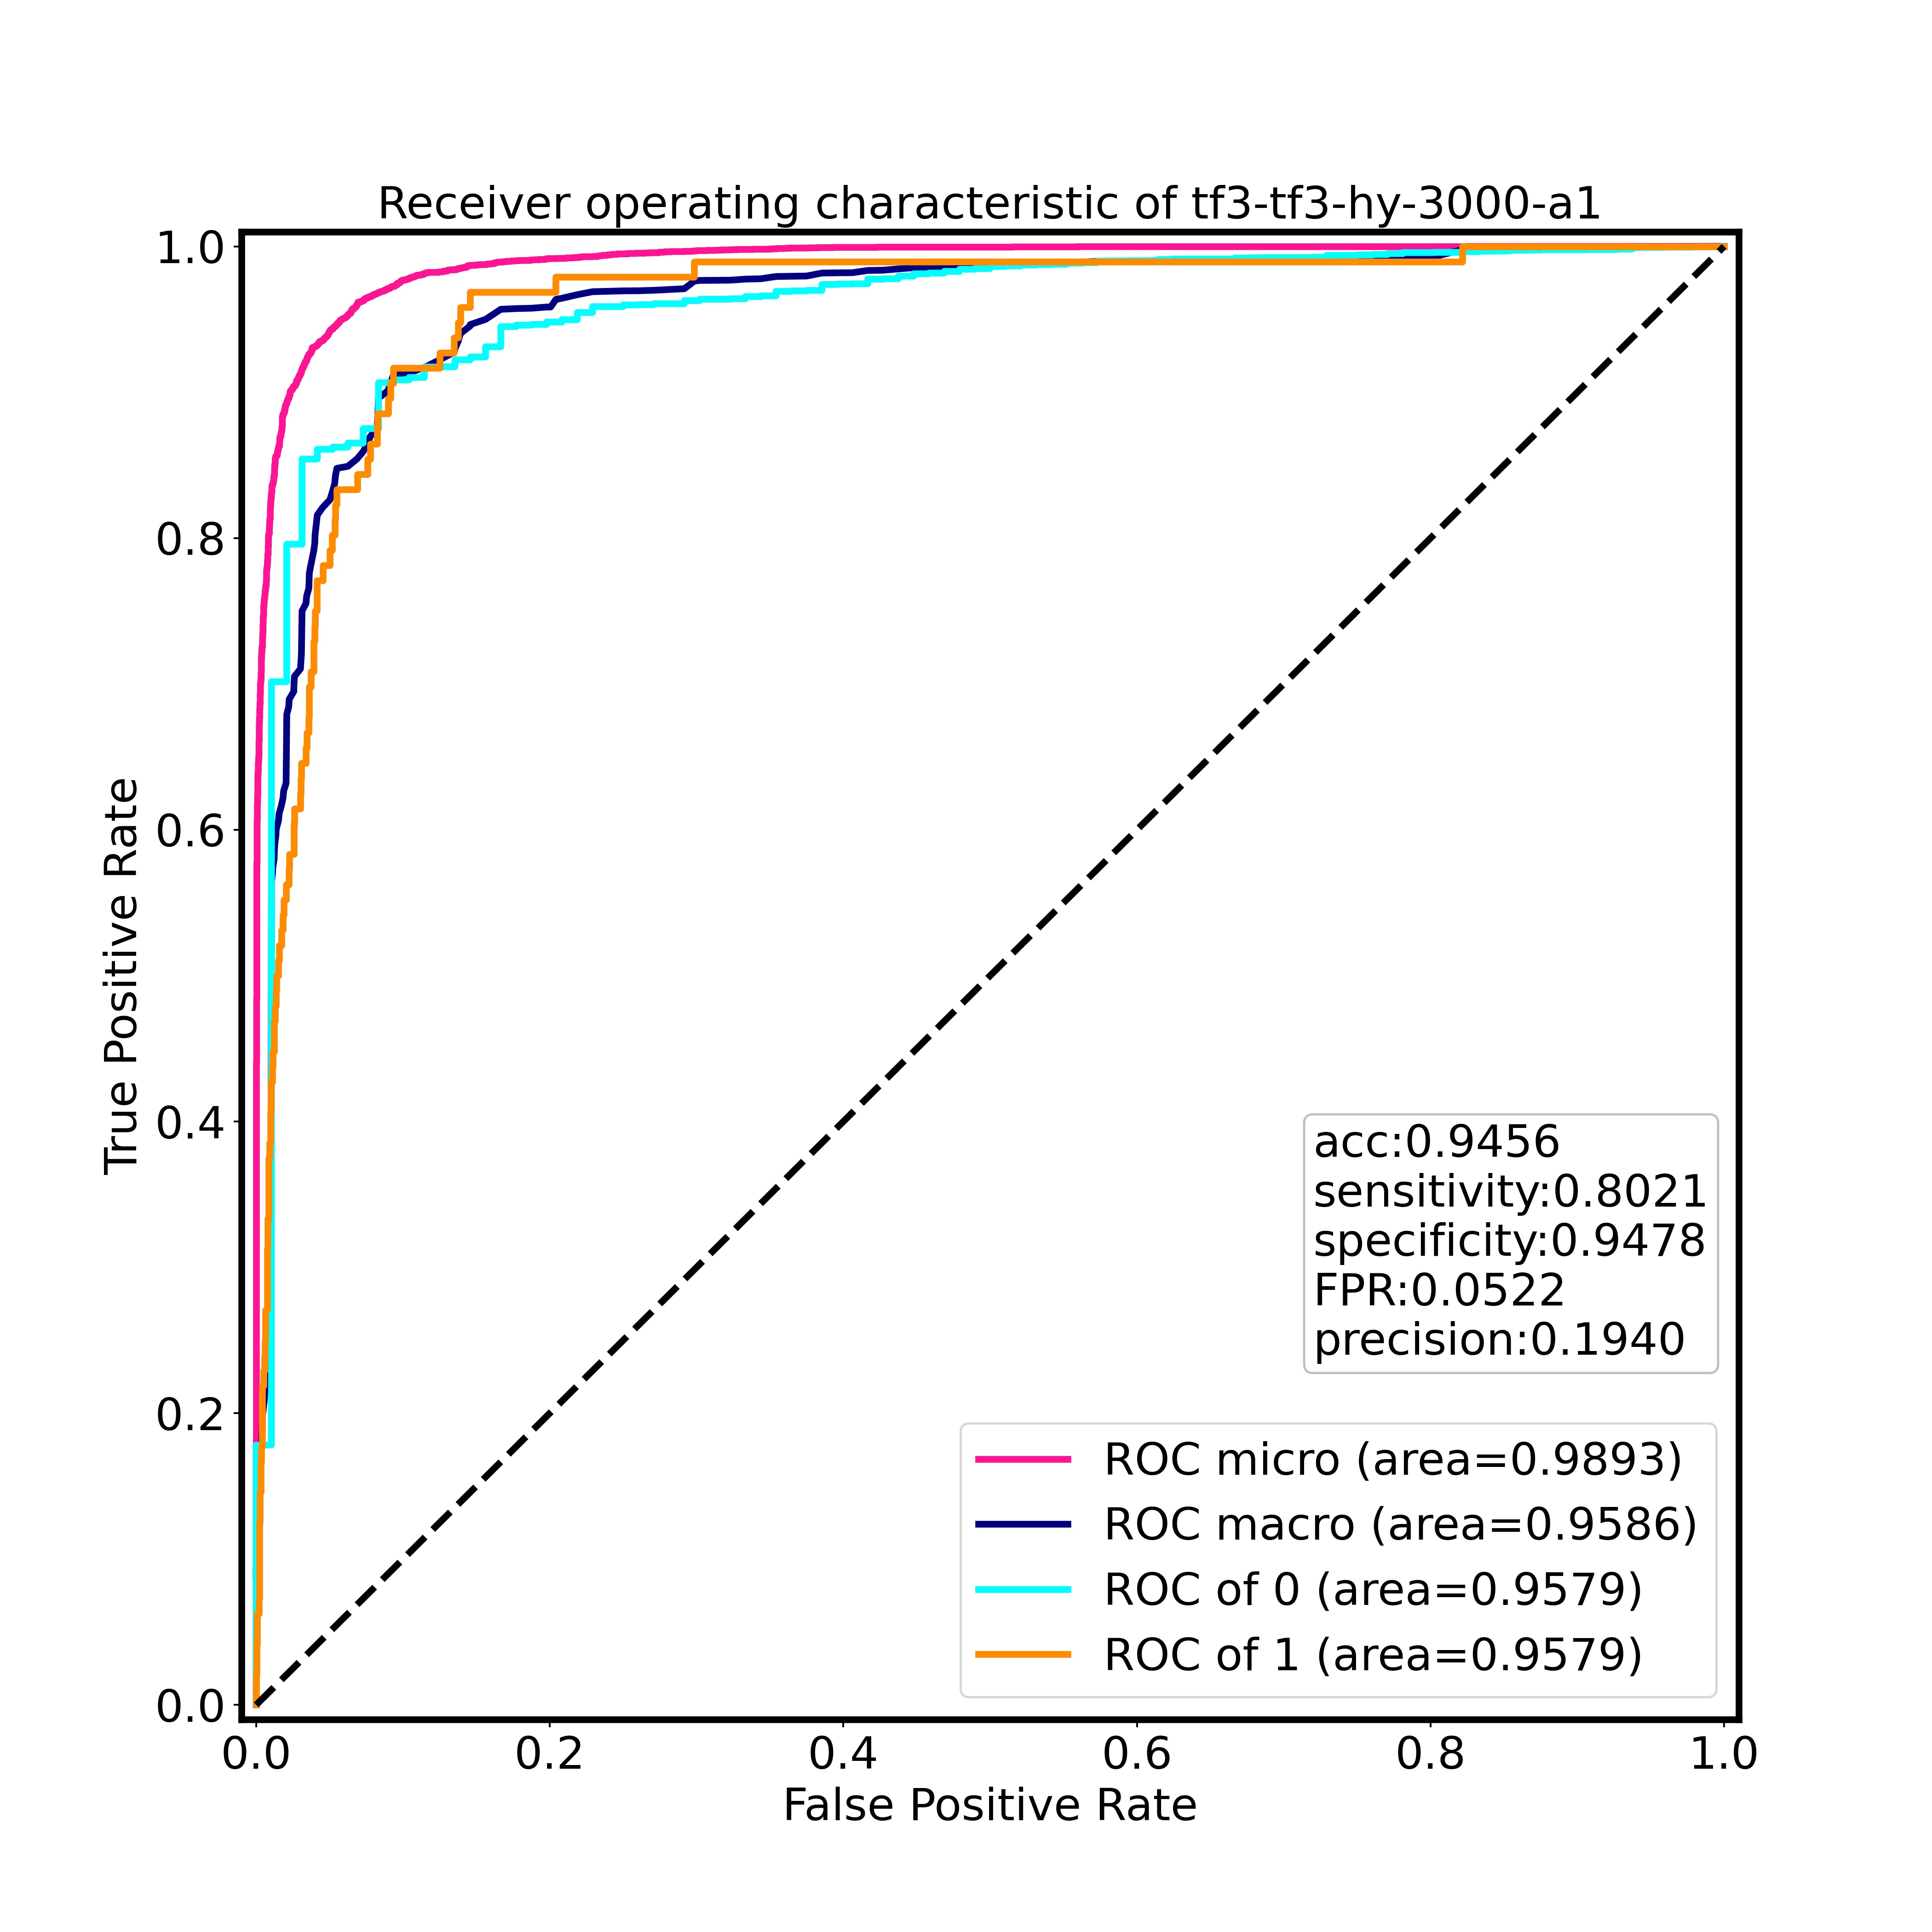 Receiver operating characteristic of tf3-tf3-hy-3000-a1
1.0
0.8
0.6
0.4
0.2
0.0
True Positive Rate
acc:0.9456
sensitivity:0.8021
specificity:0.9478
FPR:0.0522
precision:0.1940
ROC micro (area=0.9893)
ROC macro (area=0.9586)
ROC of 0 (area=0.9579)
ROC of 1 (area=0.9579)
0.0 0.2 0.4 0.6 0.8 1.0
False Positive Rate